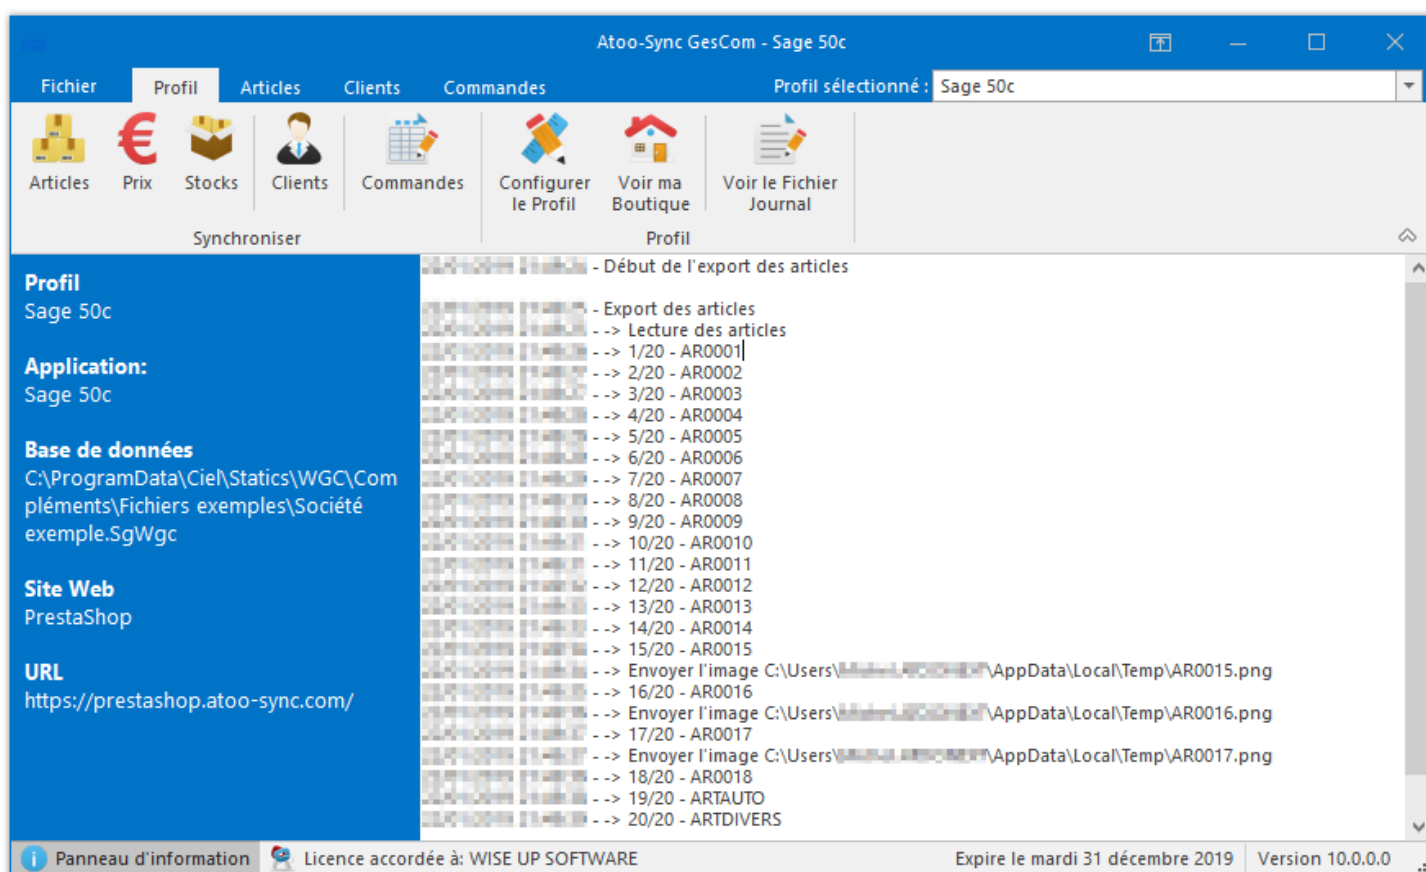 Atoo-Sync GesCom - Sage 50c
Fichier Profil Articles Clients Commandes Profil sélectionné : Sage 50c
Articles Prix Stocks Clients Commandes Configurer le Profil Voir ma Boutique Voir le Fichier Journal
Synchroniser Profil
Profil
Sage 50c
Application:
Sage 50c
Base de données
C:\ProgramData\Ciel\Statics\WGC\Com
pléments\Fichiers exemples\Société
exemple.SgWgc
Site Web
PrestaShop
URL
https://prestashop.atoo-sync.com/
- Début de l'export des articles
- Export des articles
- --> Lecture des articles
- --> 1/20 - AR0001
- --> 2/20 - AR0002
- --> 3/20 - AR0003
- --> 4/20 - AR0004
- --> 5/20 - AR0005
- --> 6/20 - AR0006
- --> 7/20 - AR0007
- --> 8/20 - AR0008
- --> 9/20 - AR0009
- --> 10/20 - AR0010
- --> 11/20 - AR0011
- --> 12/20 - AR0012
- --> 13/20 - AR0013
- --> 14/20 - AR0014
- --> 15/20 - AR0015
- --> Envoyer l'image C:\Users\ \AppData\Local\Temp\AR0015.png
- --> 16/20 - AR0016
- --> Envoyer l'image C:\Users\ \AppData\Local\Temp\AR0016.png
- --> 17/20 - AR0017
- --> Envoyer l'image C:\Users\ \AppData\Local\Temp\AR0017.png
- --> 18/20 - AR0018
- --> 19/20 - ARTAUTO
- --> 20/20 - ARTDIVERS
Panneau d'information Licence accordée à: WISE UP SOFTWARE Expire le mardi 31 décembre 2019 Version 10.0.0.0